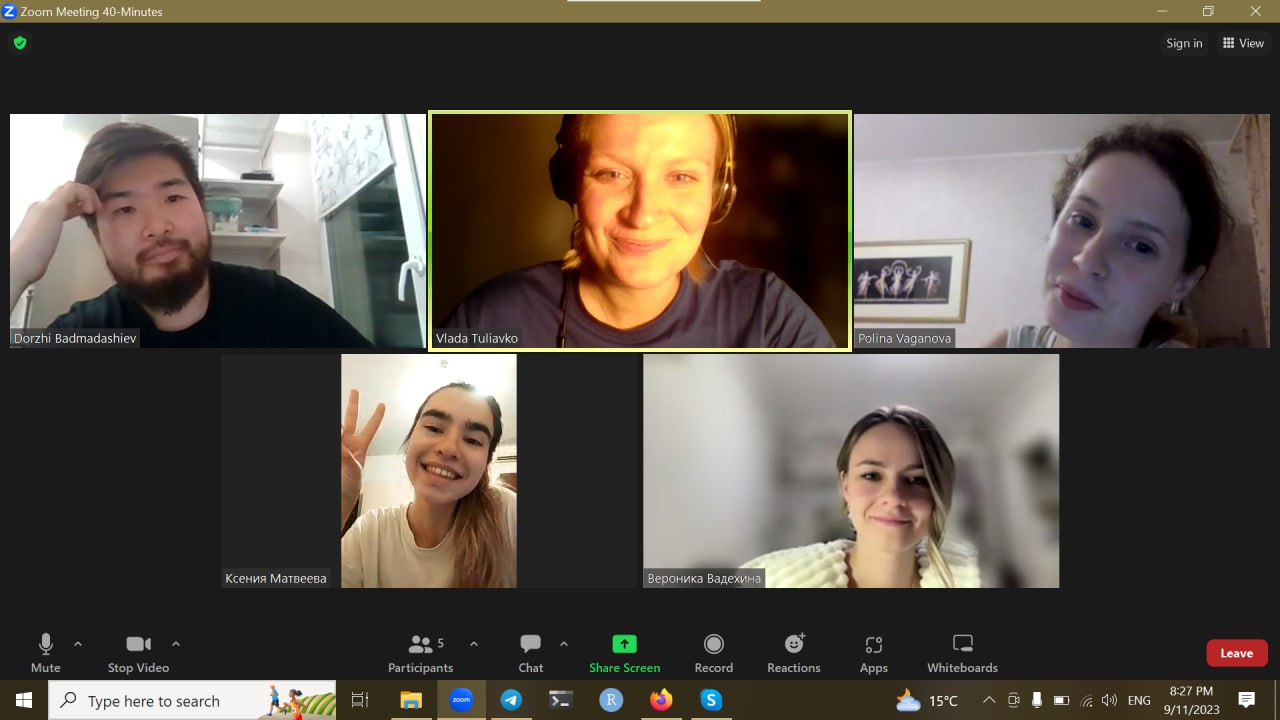 Zoom Meeting 40-Minutes
Sign in
View
Dorzhi Badmadashiev
Vlada Tuliavko
Polina Vaganova
Ксения Матвеева
Вероника Вадехина
5
Mute
Stop Video
Participants
Chat
Share Screen
Record
Reactions
Apps
Whiteboards
Leave
Type here to search
zoom
R
S
15°C
ENG
8:27 PM
9/11/2023